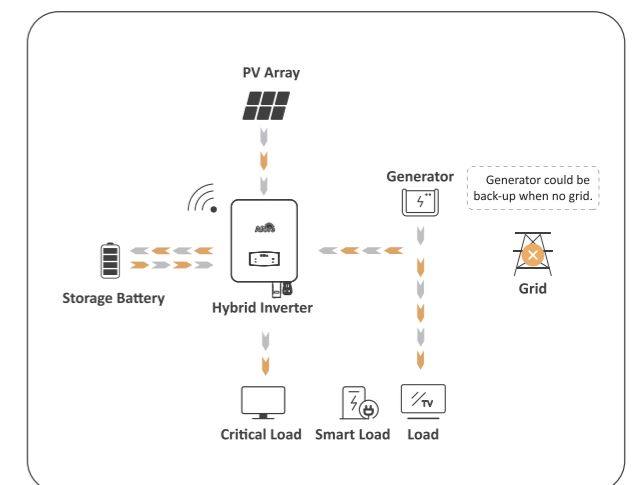 PV Array
Generator
Generator could be
back-up when no grid.
Storage Battery
Hybrid Inverter
Grid
TV
Critical Load
Smart Load
Load